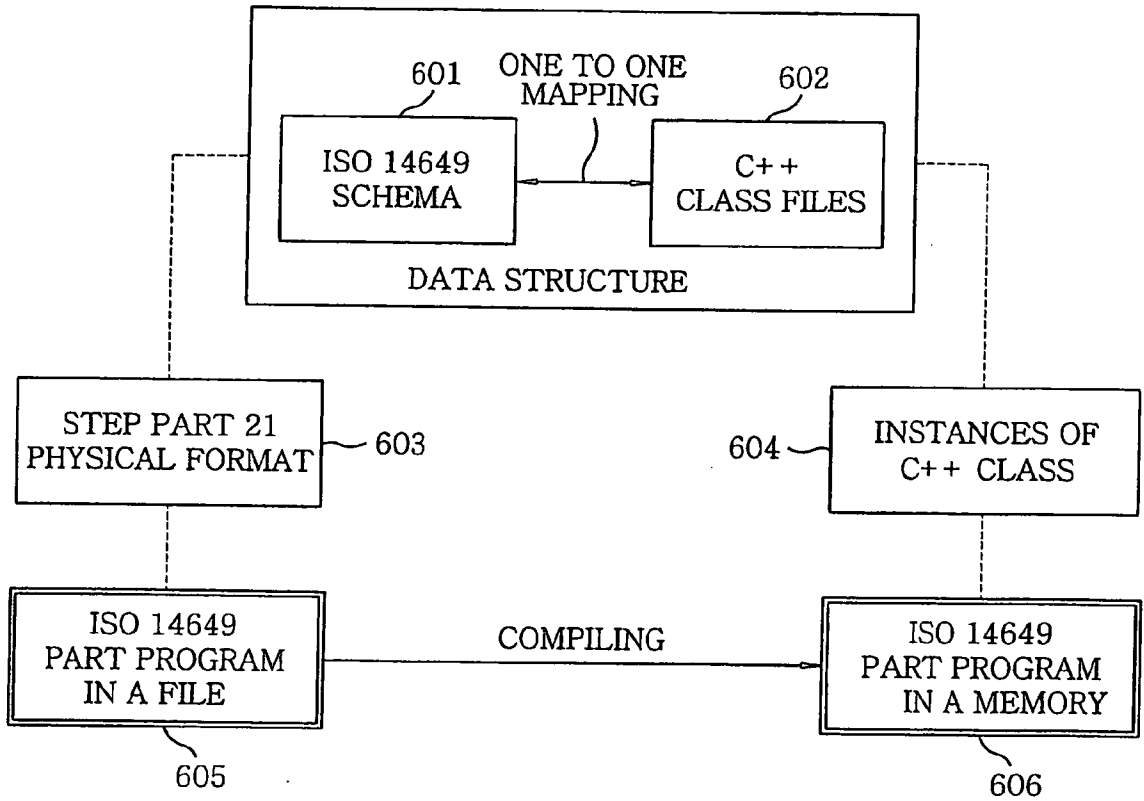 601
ONE TO ONE
MAPPING
602
ISO 14649
SCHEMA
C++
CLASS FILES
DATA STRUCTURE
STEP PART 21
PHYSICAL FORMAT
603
604
INSTANCES OF
C++ CLASS
ISO 14649
PART PROGRAM
IN A FILE
COMPILING
ISO 14649
PART PROGRAM
IN A MEMORY
605
606